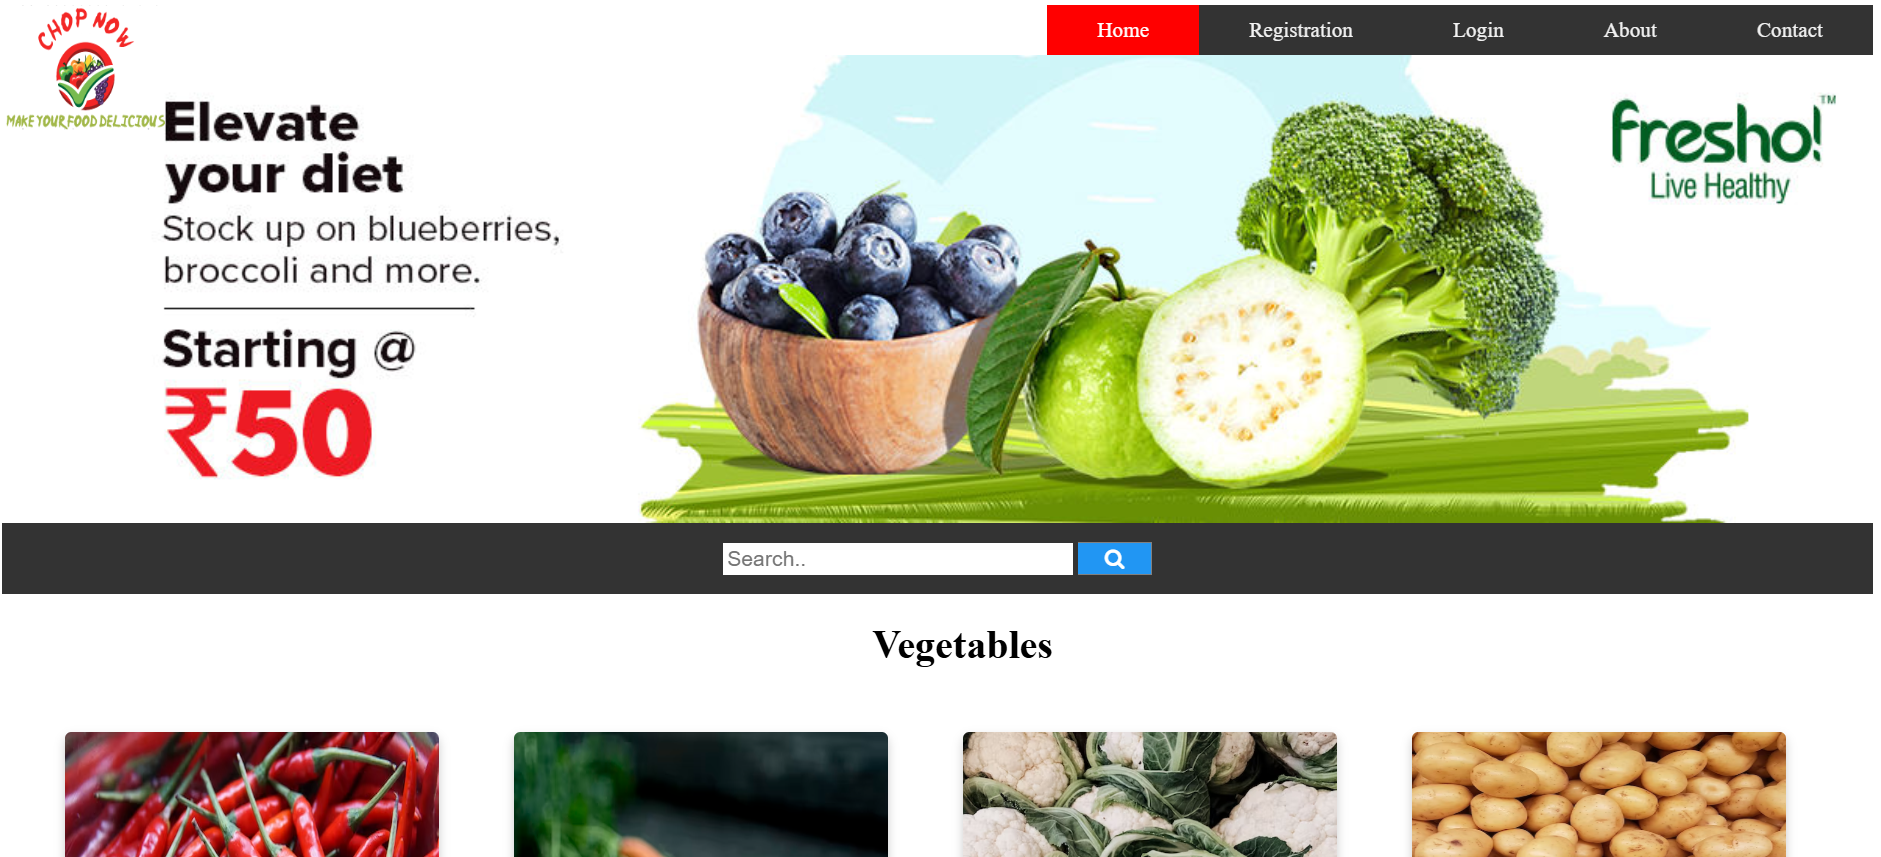 CHOP NOW
MAKE YOUR FOOD DELICIOUS
Home Registration Login About Contact
Elevate
your diet
Stock up on blueberries,
broccoli and more.
Starting @
₹50
fresho!™
Live Healthy
Search..
Vegetables